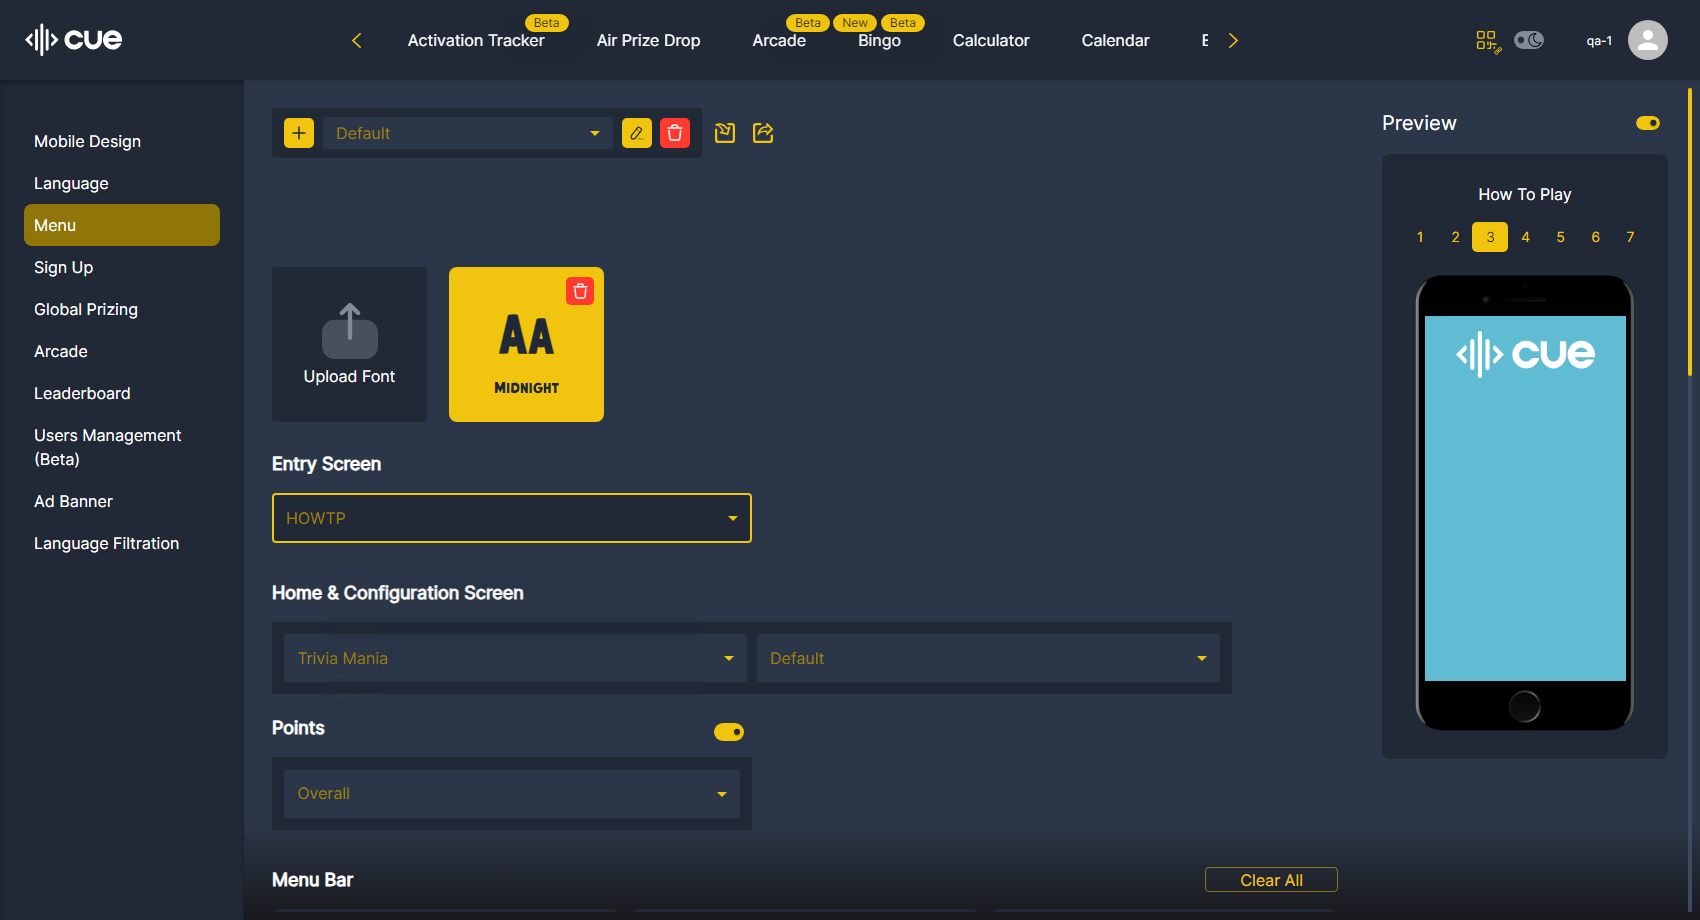 cue
Activation Tracker
Beta
Air Prize Drop
Arcade
Beta
New
Bingo
Beta
Calculator
Calendar
qa-1
Mobile Design
Language
Menu
Sign Up
Global Prizing
Arcade
Leaderboard
Users Management
(Beta)
Ad Banner
Language Filtration
Default
Upload Font
AA
MIDNIGHT
Entry Screen
HOWTP
Home & Configuration Screen
Trivia Mania
Default
Points
Overall
Menu Bar
Clear All
Preview
How To Play
1 2 3 4 5 6 7
cue